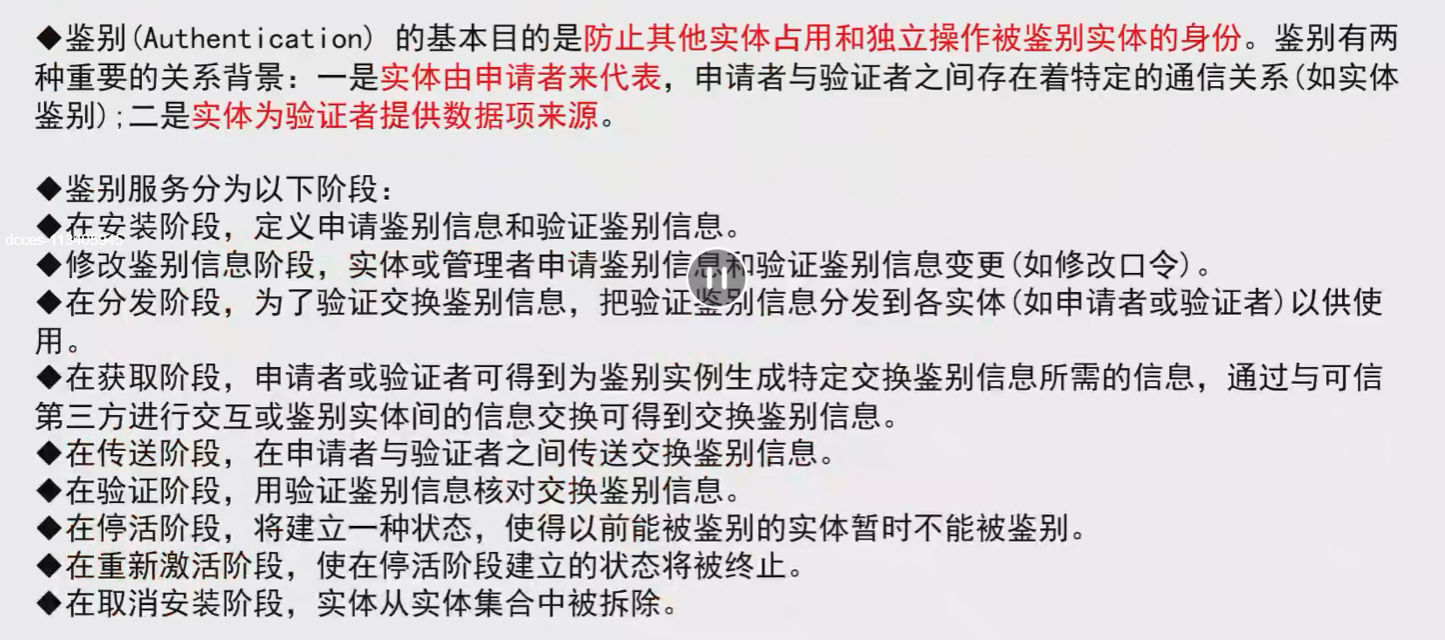 ◆鉴别(Authentication) 的基本目的是防止其他实体占用和独立操作被鉴别实体的身份。鉴别有两
种重要的关系背景：一是实体由申请者来代表，申请者与验证者之间存在着特定的通信关系(如实体
鉴别);二是实体为验证者提供数据项来源。
◆鉴别服务分为以下阶段：
◆在安装阶段，定义申请鉴别信息和验证鉴别信息。
dcces-113405945
◆修改鉴别信息阶段，实体或管理者申请鉴别信息和验证鉴别信息变更(如修改口令)。
◆在分发阶段，为了验证交换鉴别信息，把验证鉴别信息分发到各实体(如申请者或验证者)以供使
用。
◆在获取阶段，申请者或验证者可得到为鉴别实例生成特定交换鉴别信息所需的信息，通过与可信
第三方进行交互或鉴别实体间的信息交换可得到交换鉴别信息。
◆在传送阶段，在申请者与验证者之间传送交换鉴别信息。
◆在验证阶段，用验证鉴别信息核对交换鉴别信息。
◆在停活阶段，将建立一种状态，使得以前能被鉴别的实体暂时不能被鉴别。
◆在重新激活阶段，使在停活阶段建立的状态将被终止。
◆在取消安装阶段，实体从实体集合中被拆除。